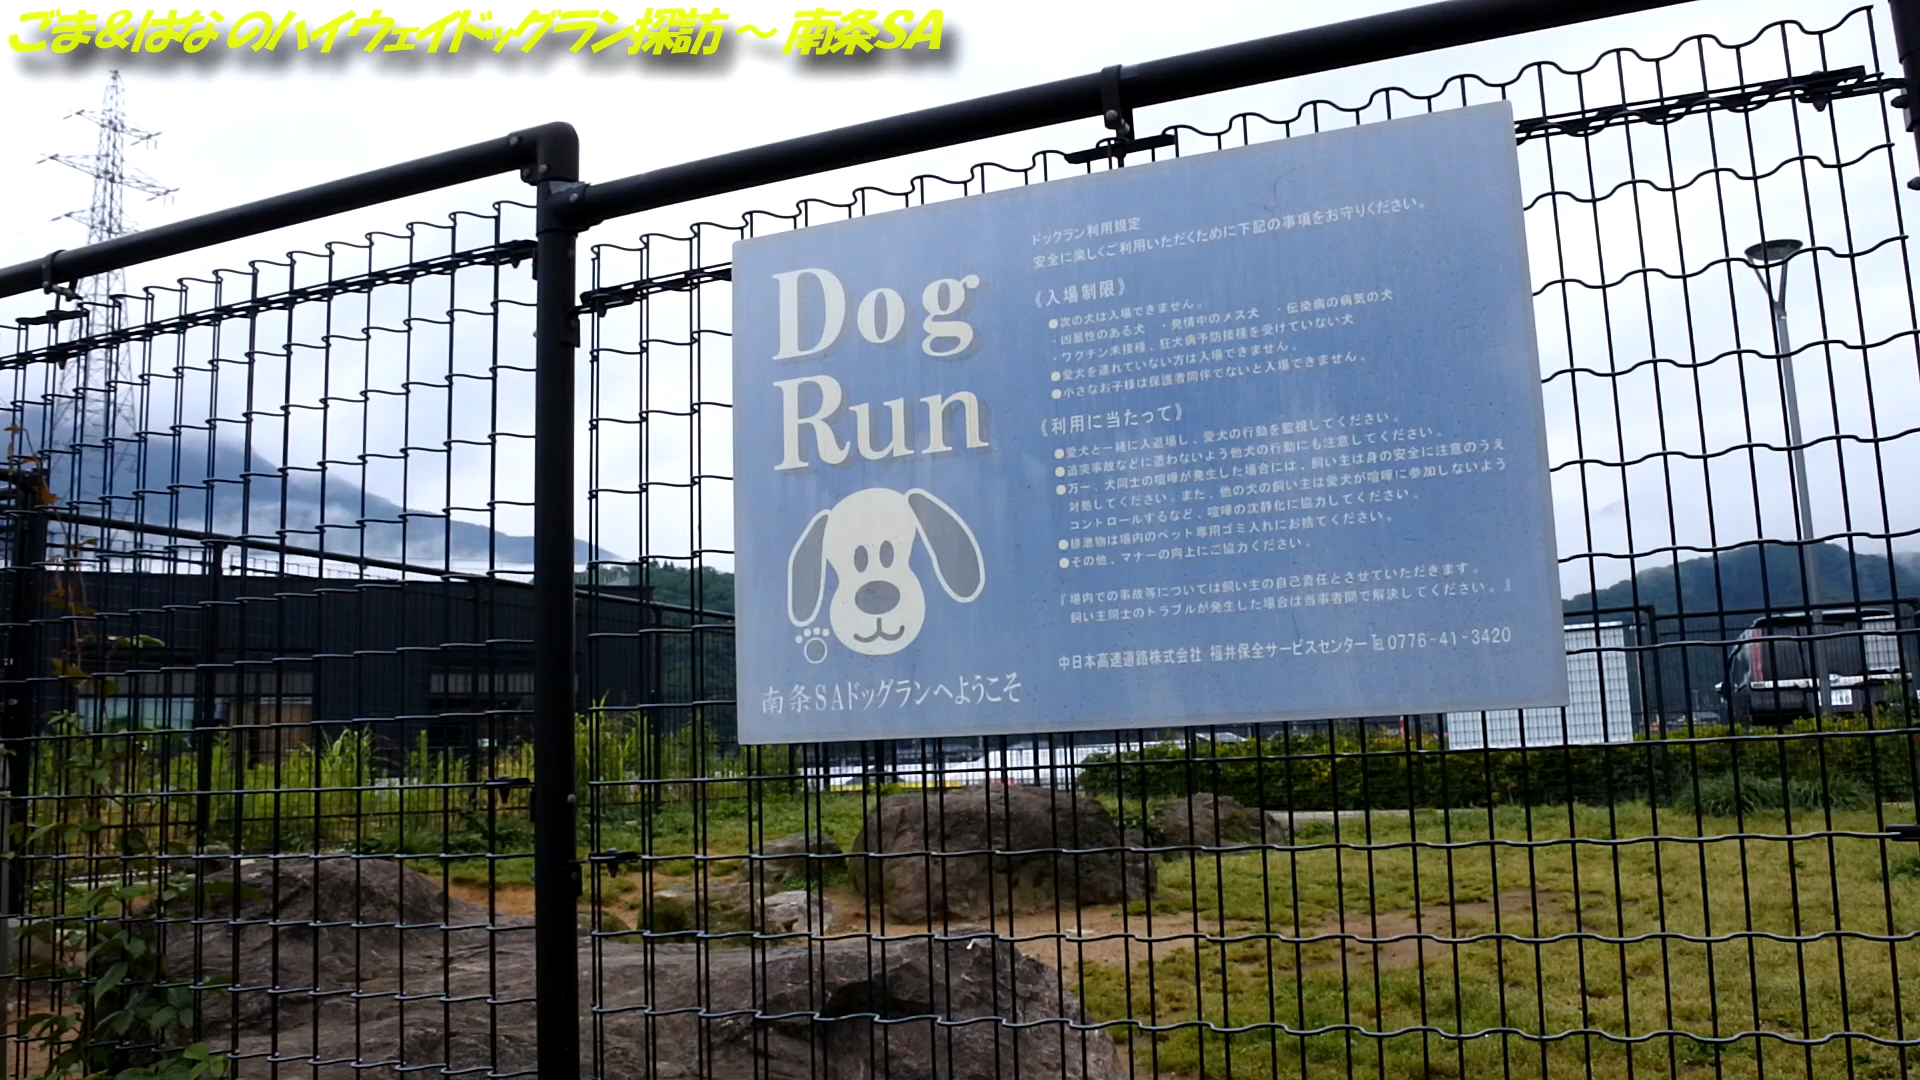 ごま&はなのハイウェイドッグラン探訪 ～ 南条SA
Dog
Run
南条SAドッグランへようこそ
ドックラン利用規定
安全に楽しくご利用いただくために下記の事項をお守りください。
《入場制限》
●次の犬は入場できません。
・凶暴性のある犬 ・発情中のメス犬 ・伝染病の病気の犬
・ワクチン未接種、狂犬病予防接種を受けていない犬
●愛犬を連れていない方は入場できません。
●小さなお子様は保護者同伴でないと入場できません。
《利用に当たって》
●愛犬と一緒に入退場し、愛犬の行動を監視してください。
●追突事故などに遭わないよう他犬の行動にも注意してください。
●万一、犬同士の喧嘩が発生した場合には、飼い主は身の安全に注意のうえ
対処してください。また、他の犬の飼い主は愛犬が喧嘩に参加しないよう
コントロールするなど、喧嘩の沈静化に協力してください。
●排泄物は場内のペット専用ゴミ入れにお捨てください。
●その他、マナーの向上にご協力ください。
『場内での事故等については飼い主の自己責任とさせていただきます。
飼い主同士のトラブルが発生した場合は当事者間で解決してください。』
中日本高速道路株式会社 福井保全サービスセンター ℡0776-41-3420